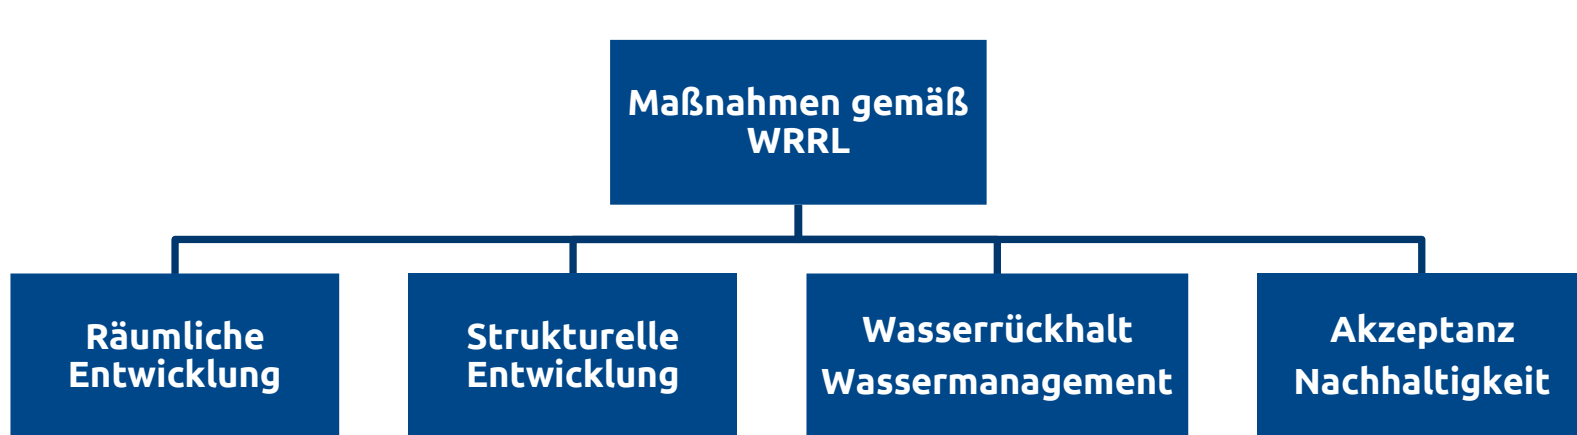 Maßnahmen gemäß
WRRL
Räumliche
Entwicklung
Strukturelle
Entwicklung
Wasserrückhalt
Wassermanagement
Akzeptanz
Nachhaltigkeit